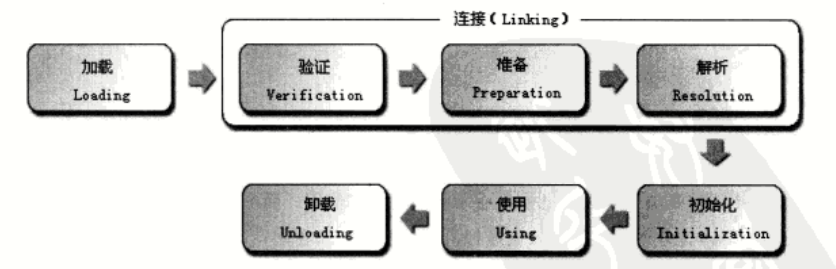 连接(Linking)
加载
Loading
验证
Verification
准备
Preparation
解析
Resolution
初始化
Initialization
使用
Using
卸载
Unloading